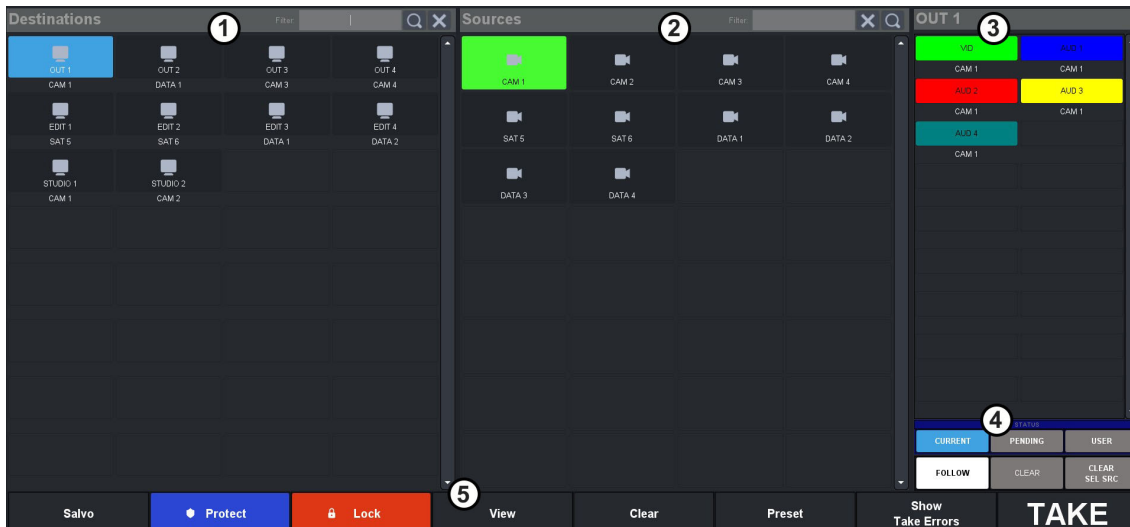 Destinations
Filter:
1
Sources
Filter:
2
OUT 1
3
OUT 1
OUT 2
OUT 3
OUT 4
CAM 1
DATA 1
CAM 3
CAM 4
EDIT 1
EDIT 2
EDIT 3
EDIT 4
SAT 5
SAT 6
DATA 1
DATA 2
STUDIO 1
STUDIO 2
CAM 1
CAM 2
CAM 1
CAM 2
CAM 3
CAM 4
SAT 5
SAT 6
DATA 1
DATA 2
DATA 3
DATA 4
VID
AUD 1
CAM 1
CAM 1
AUD 2
AUD 3
CAM 1
CAM 1
AUD 4
CAM 1
4
STATUS
CURRENT
PENDING
USER
FOLLOW
CLEAR
CLEAR
SEL SRC
5
Salvo
Protect
Lock
View
Clear
Preset
Show
Take Errors
TAKE